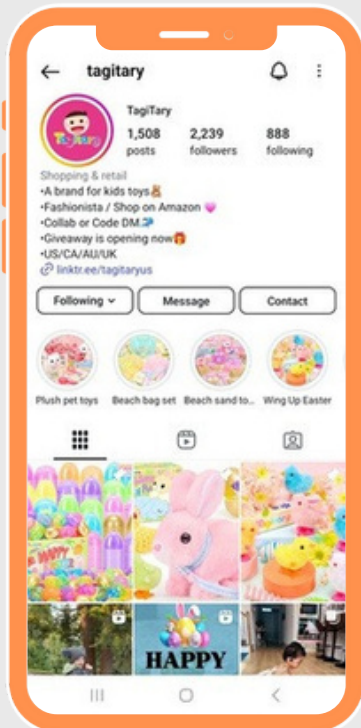 tagitary
TagiTary
TagiTary
1,508
2,239
888
posts
followers
following
Shopping & retail
•A brand for kids toys🧸
•Fashionista / Shop on Amazon 💗
•Collab or Code DM.
•Giveaway is opening now🎁
•US/CA/AU/UK
linktr.ee/tagitaryus
Following
Message
Contact
Plush pet toys
Beach bag set
Beach sand to...
Wing Up Easter
HAPPY